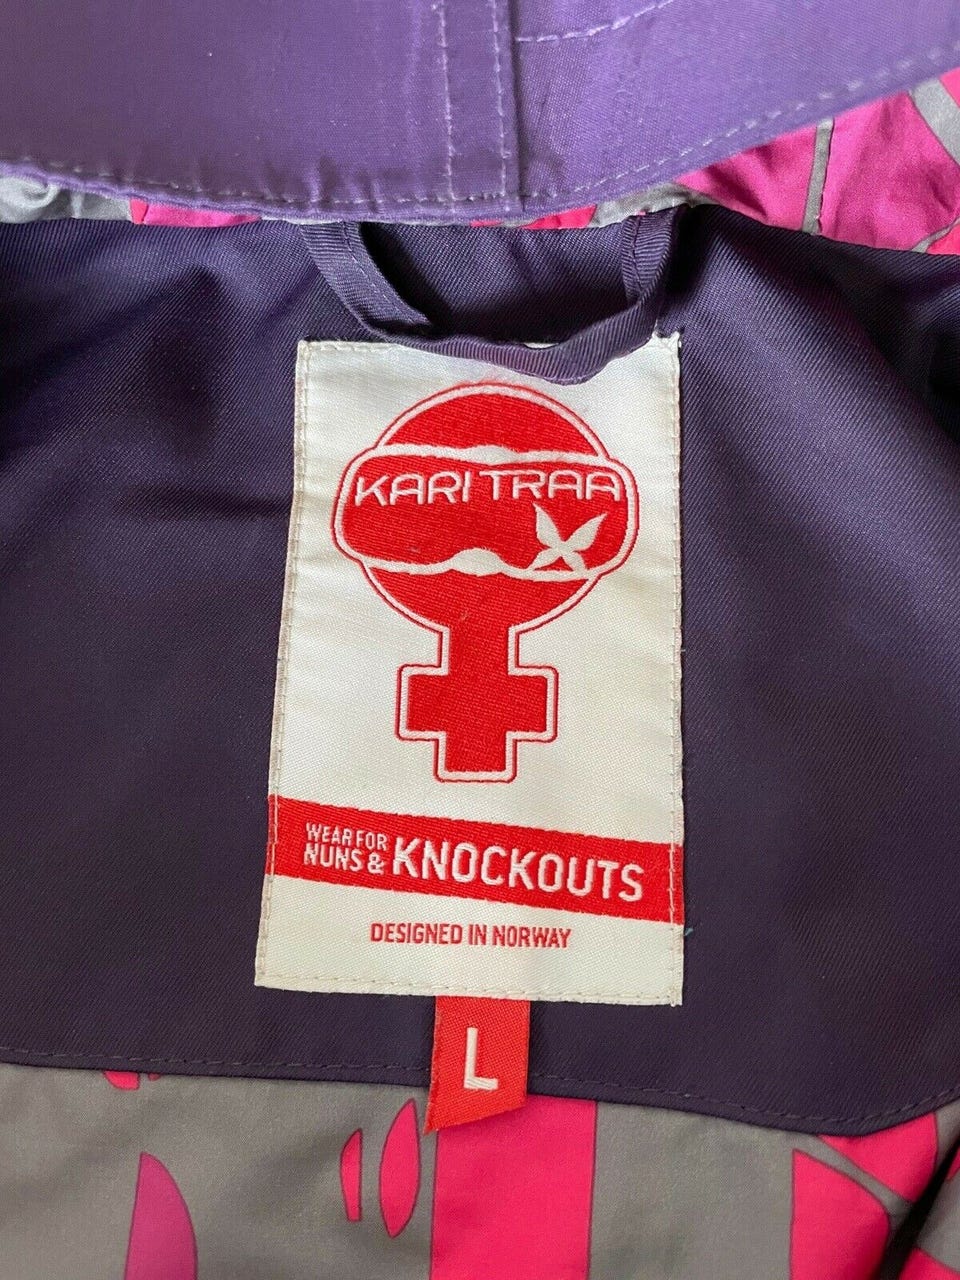 KARI TRAA
WEAR FOR
NUNS & KNOCKOUTS
DESIGNED IN NORWAY
L